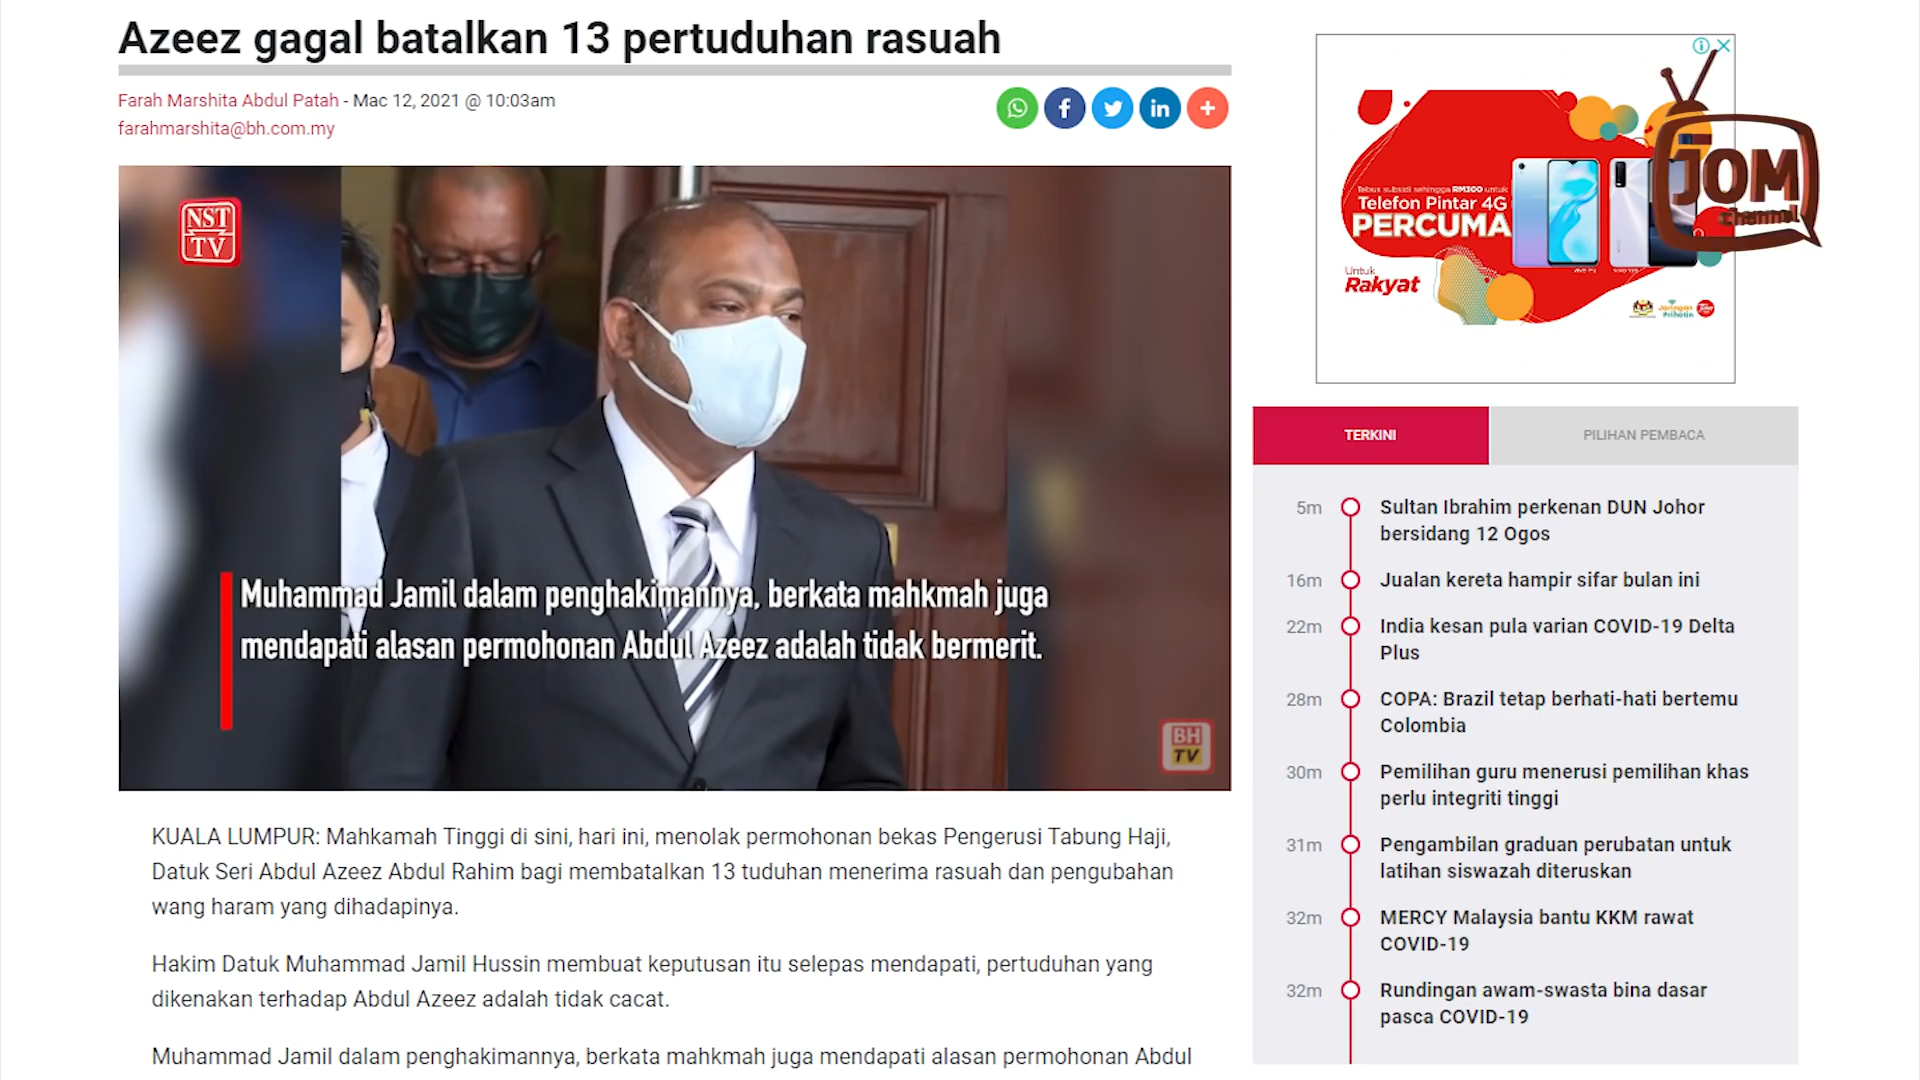 Azeez gagal batalkan 13 pertuduhan rasuah
Farah Marshita Abdul Patah - Mac 12, 2021 @ 10:03am
farahmarshita@bh.com.my
NST
TV
Muhammad Jamil dalam penghakimannya, berkata mahkmah juga
mendapati alasan permohonan Abdul Azeez adalah tidak bermerit.
BH
TV
KUALA LUMPUR: Mahkamah Tinggi di sini, hari ini, menolak permohonan bekas Pengerusi Tabung Haji,
Datuk Seri Abdul Azeez Abdul Rahim bagi membatalkan 13 tuduhan menerima rasuah dan pengubahan
wang haram yang dihadapinya.
Hakim Datuk Muhammad Jamil Hussin membuat keputusan itu selepas mendapati, pertuduhan yang
dikenakan terhadap Abdul Azeez adalah tidak cacat.
Muhammad Jamil dalam penghakimannya, berkata mahkmah juga mendapati alasan permohonan Abdul
Tebus subsidi sehingga RM300 untuk
Telefon Pintar 4G
PERCUMA
Untuk
Rakyat
Jaringan
Prihatin
JOM
Channel
TERKINI
PILIHAN PEMBACA
5m
Sultan Ibrahim perkenan DUN Johor
bersidang 12 Ogos
16m
Jualan kereta hampir sifar bulan ini
22m
India kesan pula varian COVID-19 Delta
Plus
28m
COPA: Brazil tetap berhati-hati bertemu
Colombia
30m
Pemilihan guru menerusi pemilihan khas
perlu integriti tinggi
31m
Pengambilan graduan perubatan untuk
latihan siswazah diteruskan
32m
MERCY Malaysia bantu KKM rawat
COVID-19
32m
Rundingan awam-swasta bina dasar
pasca COVID-19